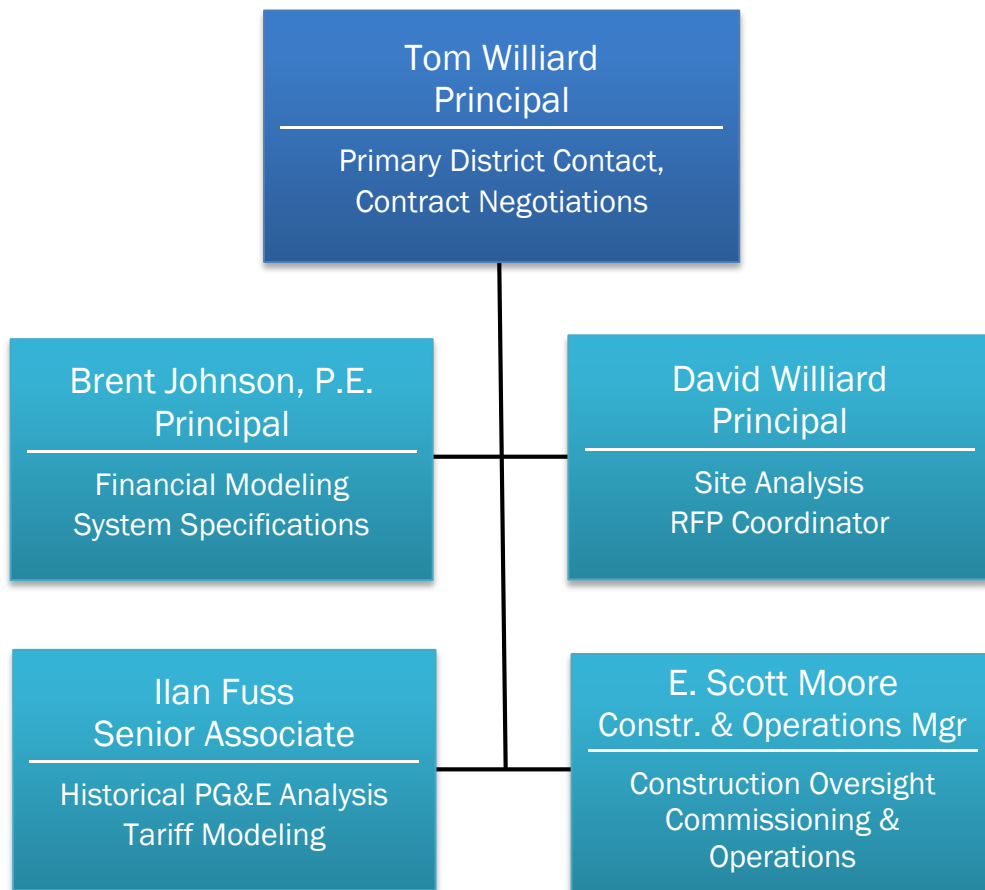 Tom Williard
Principal
Primary District Contact,
Contract Negotiations
Brent Johnson, P.E.
Principal
Financial Modeling
System Specifications
David Williard
Principal
Site Analysis
RFP Coordinator
Ilan Fuss
Senior Associate
Historical PG&E Analysis
Tariff Modeling
E. Scott Moore
Constr. & Operations Mgr
Construction Oversight
Commissioning &
Operations